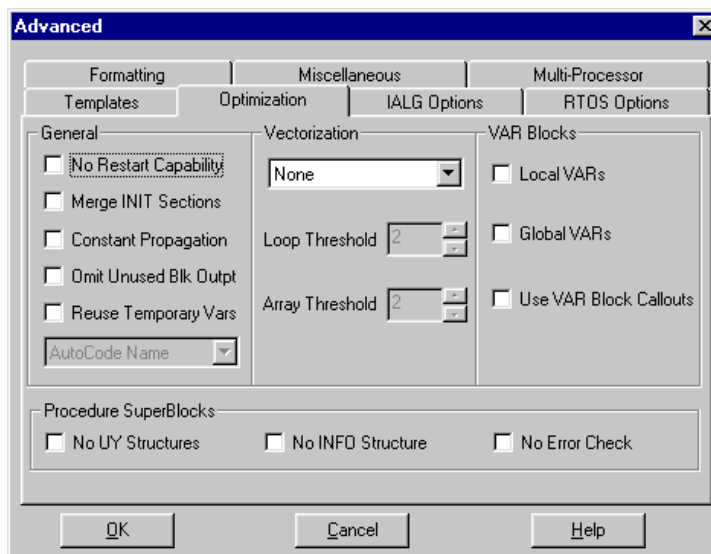 Advanced
Formatting Miscellaneous Multi-Processor
Templates Optimization IALG Options RTOS Options
General Vectorization VAR Blocks
No Restart Capability
None
Local VARs
Merge INIT Sections
Constant Propagation
Loop Threshold 2
Global VARs
Omit Unused Blk Outpt
Reuse Temporary Vars
Array Threshold 2
Use VAR Block Callouts
AutoCode Name
Procedure SuperBlocks
No UY Structures No INFO Structure No Error Check
OK Cancel Help